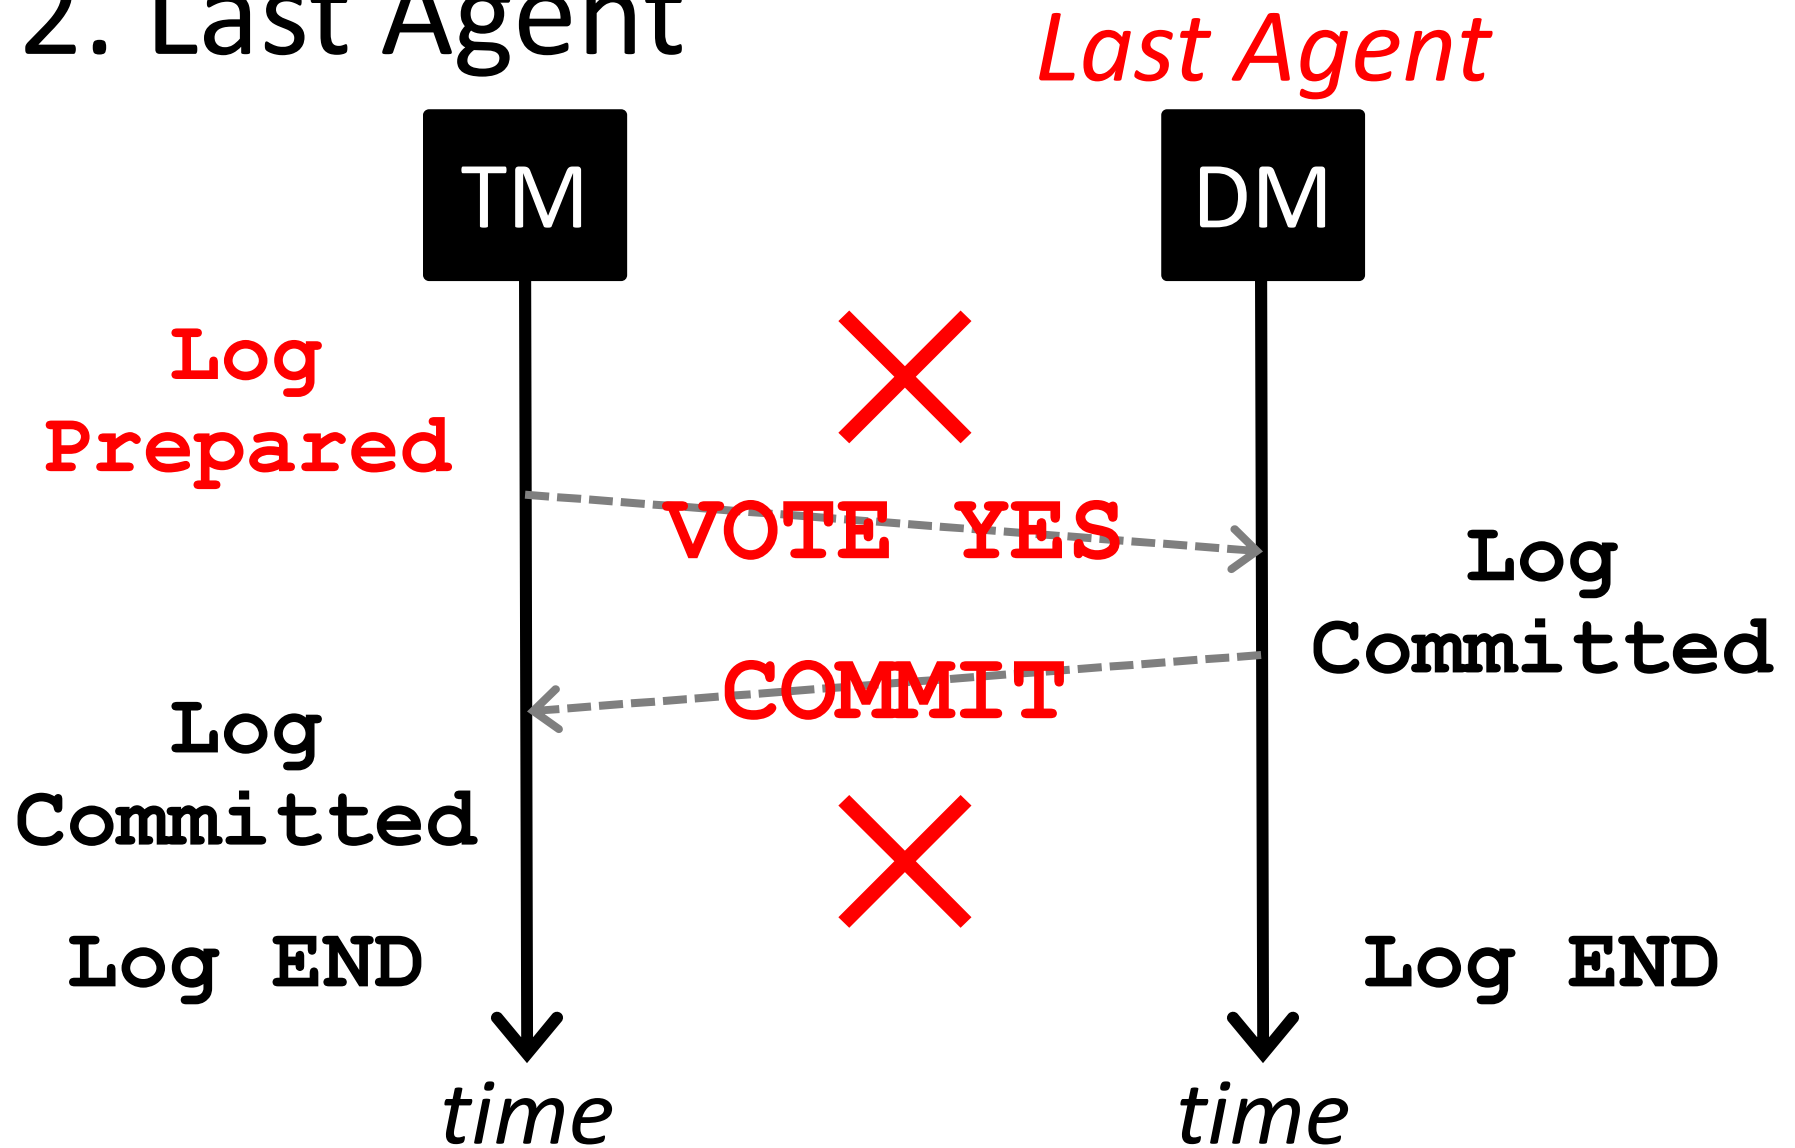 2. Last Agent
Last Agent
TM
DM
Log
Prepared
VOTE YES
Log
Committed
COMMIT
Log
Committed
Log END
Log END
time
time